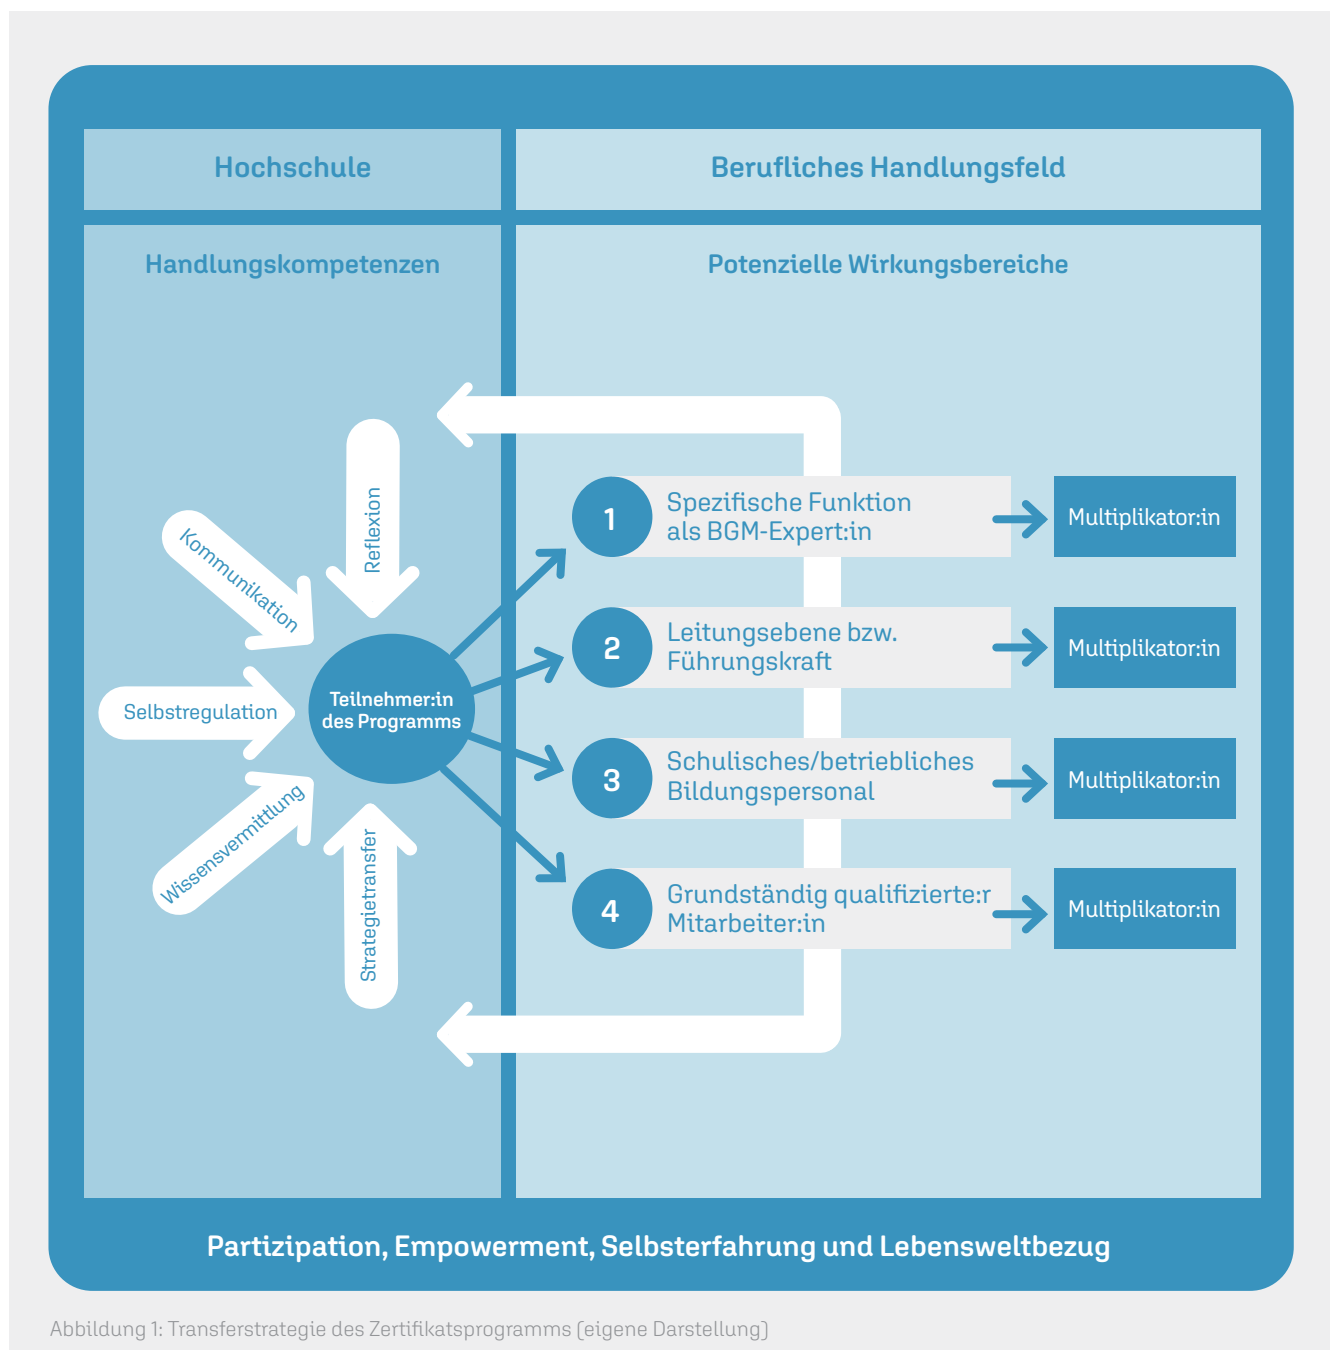 Hochschule
Berufliches Handlungsfeld
Handlungskompetenzen
Potenzielle Wirkungsbereiche
Reflexion
Kommunikation
Selbstregulation
Wissensvermittlung
Strategietransfer
Teilnehmer:in
des Programms
1
Spezifische Funktion
als BGM-Expert:in
Multiplikator:in
2
Leitungsebene bzw.
Führungskraft
Multiplikator:in
3
Schulisches/betriebliches
Bildungspersonal
Multiplikator:in
4
Grundständig qualifizierte:r
Mitarbeiter:in
Multiplikator:in
Partizipation, Empowerment, Selbsterfahrung und Lebensweltbezug
Abbildung 1: Transferstrategie des Zertifikatsprogramms (eigene Darstellung)